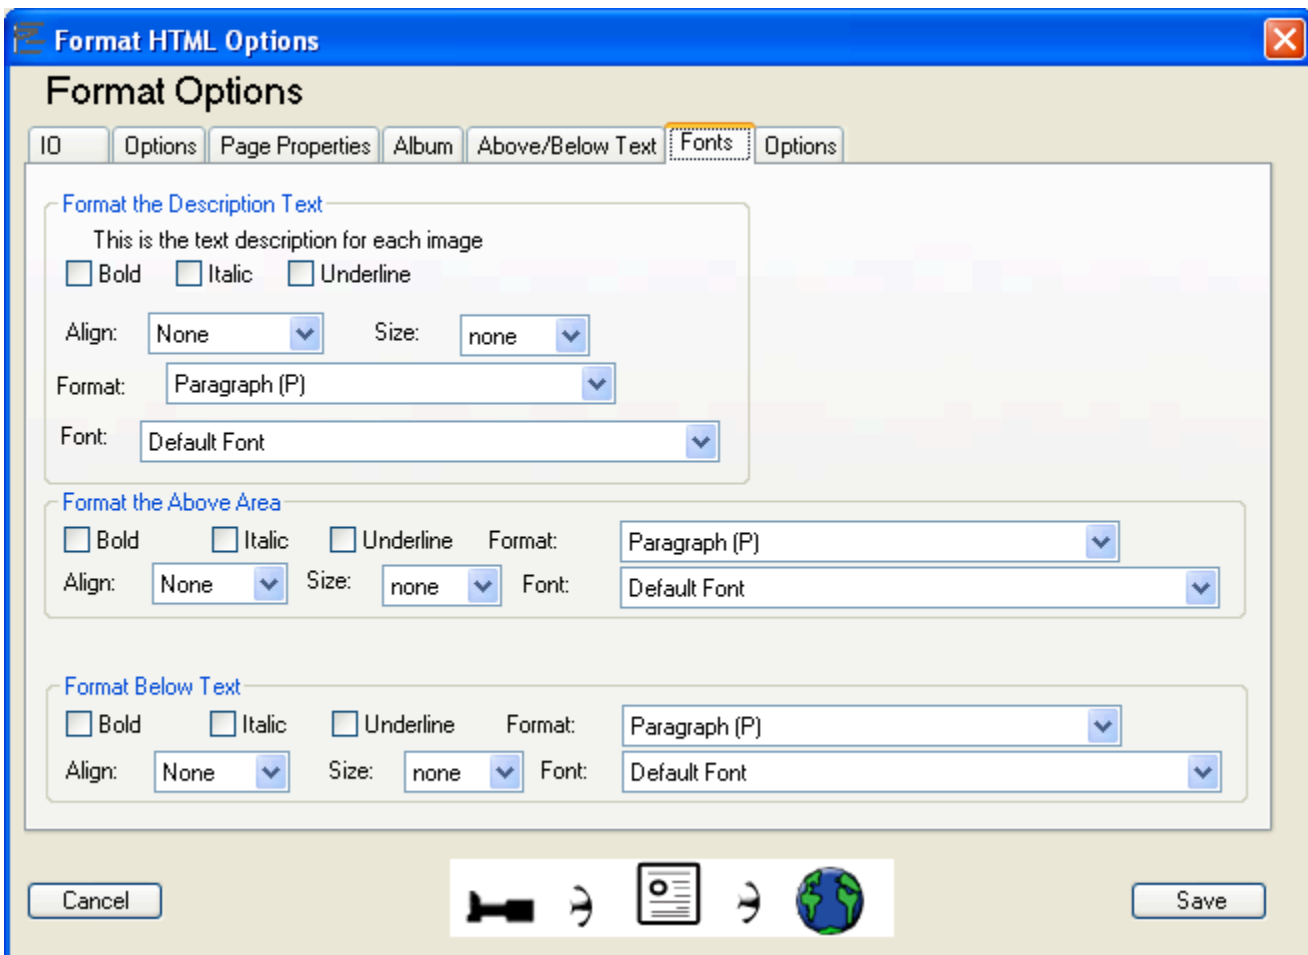 Format HTML Options
Format Options
IO Options Page Properties Album Above/Below Text Fonts Options
Format the Description Text
This is the text description for each image
Bold Italic Underline
Align: None Size: none
Format: Paragraph (P)
Font: Default Font
Format the Above Area
Bold Italic Underline Format: Paragraph (P)
Align: None Size: none Font: Default Font
Format Below Text
Bold Italic Underline Format: Paragraph (P)
Align: None Size: none Font: Default Font
Cancel Save